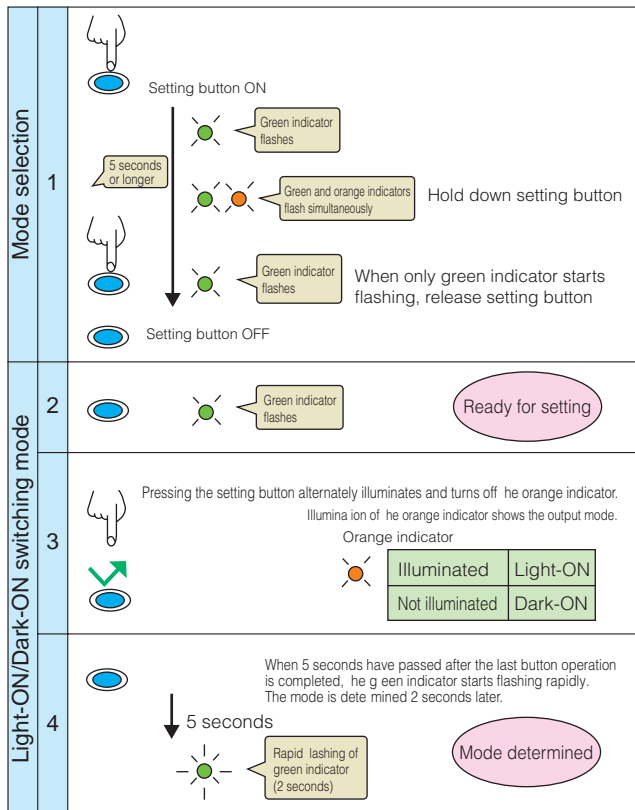 Mode selection
1
Setting button ON
Green indicator
flashes
5 seconds
or longer
Green and orange indicators
flash simultaneously
Hold down setting button
Green indicator
flashes
When only green indicator starts
flashing, release setting button
Setting button OFF
Light-ON/Dark-ON switching mode
2
Green indicator
flashes
Ready for setting
3
Pressing the setting button alternately illuminates and turns off he orange indicator.
Illumina ion of he orange indicator shows the output mode.
Orange indicator
Illuminated Light-ON
Not illuminated Dark-ON
4
When 5 seconds have passed after the last button operation
is completed, he g een indicator starts flashing rapidly.
The mode is dete mined 2 seconds later.
5 seconds
Rapid lashing of
green indicator
(2 seconds)
Mode determined